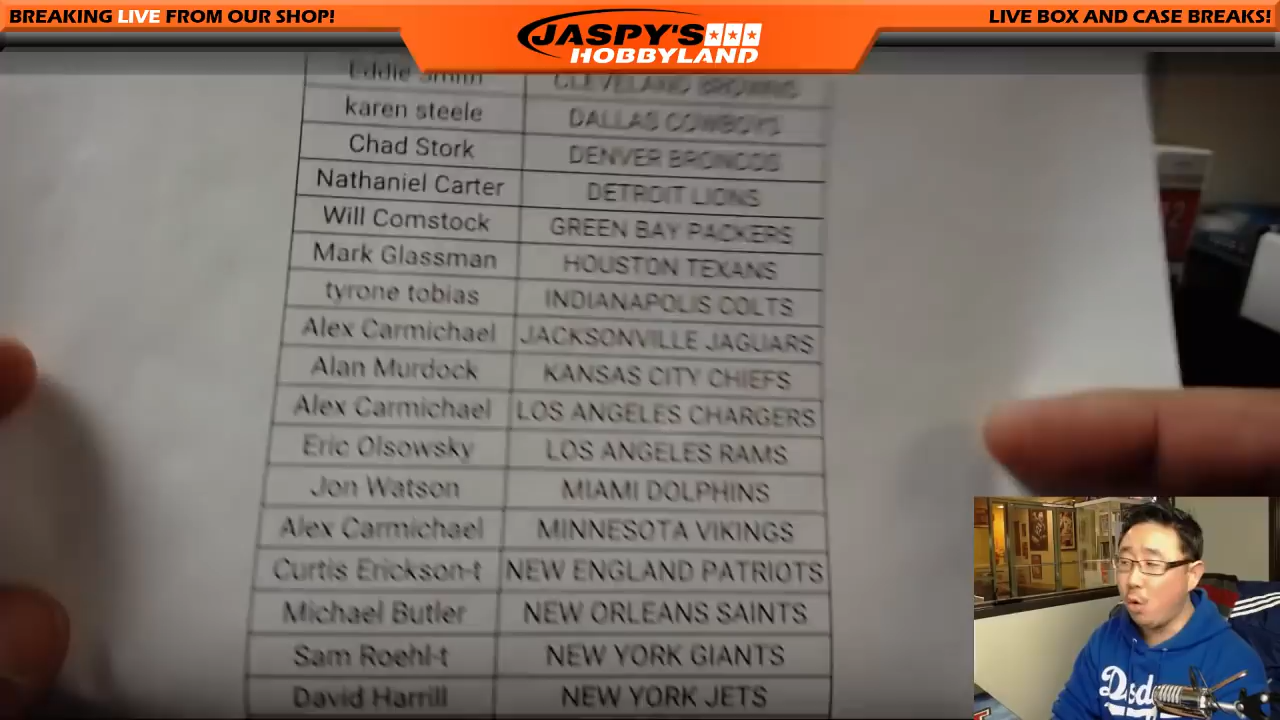 BREAKING LIVE FROM OUR SHOP!
JASPY'S
HOBBYLAND
LIVE BOX AND CASE BREAKS!
Eddie Smith CLEVELAND BROWNS
karen steele DALLAS COWBOYS
Chad Stork DENVER BRONCOS
Nathaniel Carter DETROIT LIONS
Will Comstock GREEN BAY PACKERS
Mark Glassman HOUSTON TEXANS
tyrone tobias INDIANAPOLIS COLTS
Alex Carmichael JACKSONVILLE JAGUARS
Alan Murdock KANSAS CITY CHIEFS
Alex Carmichael LOS ANGELES CHARGERS
Eric Olsowsky LOS ANGELES RAMS
Jon Watson MIAMI DOLPHINS
Alex Carmichael MINNESOTA VIKINGS
Curtis Erickson-t NEW ENGLAND PATRIOTS
Michael Butler NEW ORLEANS SAINTS
Sam Roehl-t NEW YORK GIANTS
David Harrill NEW YORK JETS